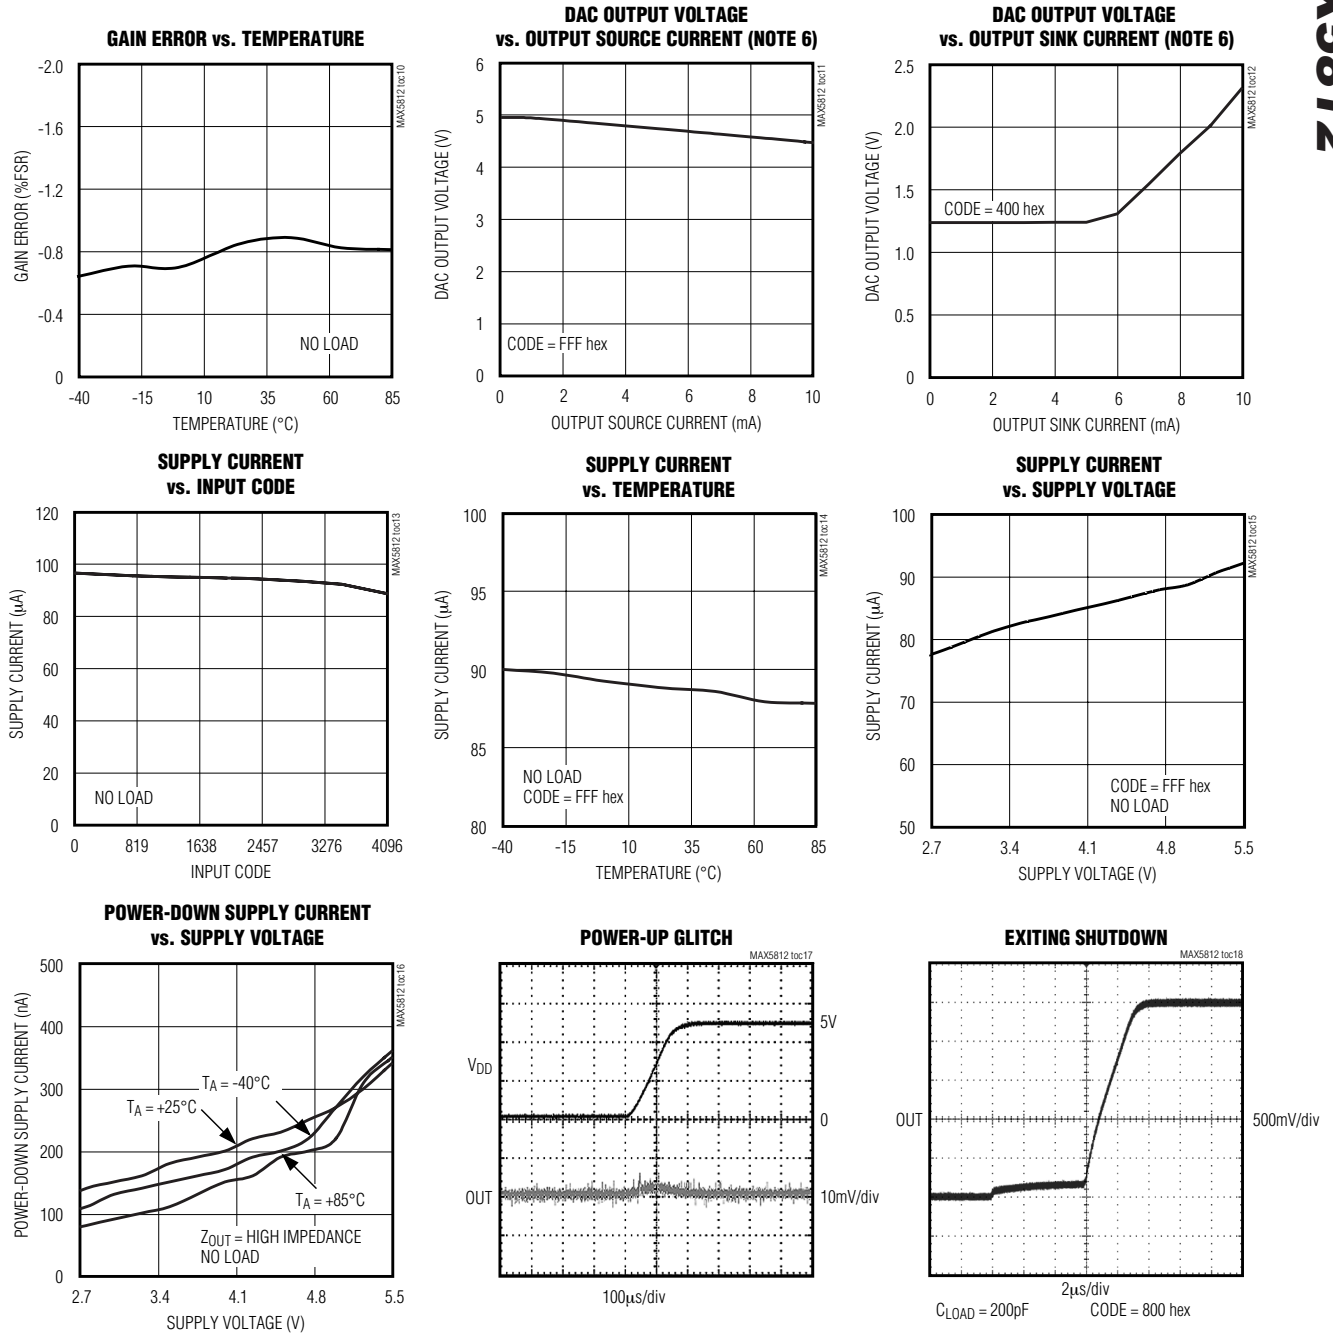 GAIN ERROR vs. TEMPERATURE
MAX5812 toc10
GAIN ERROR (%FSR)
-2.0
-1.6
-1.2
-0.8
-0.4
0
NO LOAD
-40 -15 10 35 60 85
TEMPERATURE (°C)
DAC OUTPUT VOLTAGE
vs. OUTPUT SOURCE CURRENT (NOTE 6)
MAX5812 toc11
DAC OUTPUT VOLTAGE (V)
6
5
4
3
2
1
0
CODE = FFF hex
0 2 4 6 8 10
OUTPUT SOURCE CURRENT (mA)
DAC OUTPUT VOLTAGE
vs. OUTPUT SINK CURRENT (NOTE 6)
MAX5812 toc12
DAC OUTPUT VOLTAGE (V)
2.5
2.0
1.5
1.0
0.5
0
CODE = 400 hex
0 2 4 6 8 10
OUTPUT SINK CURRENT (mA)
SUPPLY CURRENT
vs. INPUT CODE
MAX5812 toc13
SUPPLY CURRENT (µA)
120
100
80
60
40
20
0
NO LOAD
0 819 1638 2457 3276 4096
INPUT CODE
SUPPLY CURRENT
vs. TEMPERATURE
MAX5812 toc14
SUPPLY CURRENT (µA)
100
95
90
85
80
NO LOAD
CODE = FFF hex
-40 -15 10 35 60 85
TEMPERATURE (°C)
SUPPLY CURRENT
vs. SUPPLY VOLTAGE
MAX5812 toc15
SUPPLY CURRENT (µA)
100
90
80
70
60
50
CODE = FFF hex
NO LOAD
2.7 3.4 4.1 4.8 5.5
SUPPLY VOLTAGE (V)
POWER-DOWN SUPPLY CURRENT
vs. SUPPLY VOLTAGE
MAX5812 toc16
POWER-DOWN SUPPLY CURRENT (nA)
500
400
300
200
100
0
TA = -40°C
TA = +25°C
TA = +85°C
ZOUT = HIGH IMPEDANCE
NO LOAD
2.7 3.4 4.1 4.8 5.5
SUPPLY VOLTAGE (V)
POWER-UP GLITCH
MAX5812 toc17
5V
VDD
0
OUT
10mV/div
100µs/div
EXITING SHUTDOWN
MAX5812 toc18
OUT
500mV/div
2µs/div
CLOAD = 200pF CODE = 800 hex